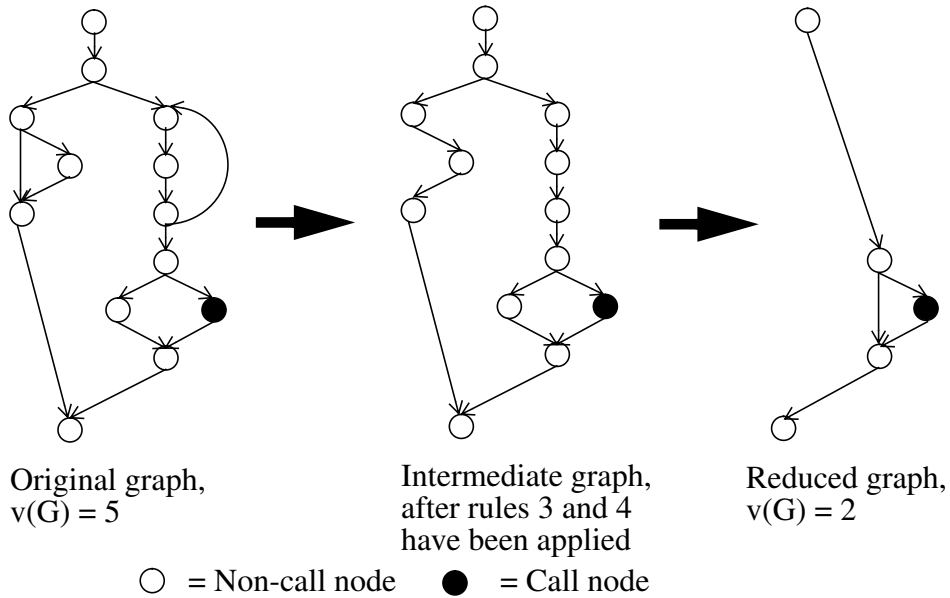 Original graph,
v(G) = 5
Intermediate graph,
after rules 3 and 4
have been applied
Reduced graph,
v(G) = 2
= Non-call node
= Call node